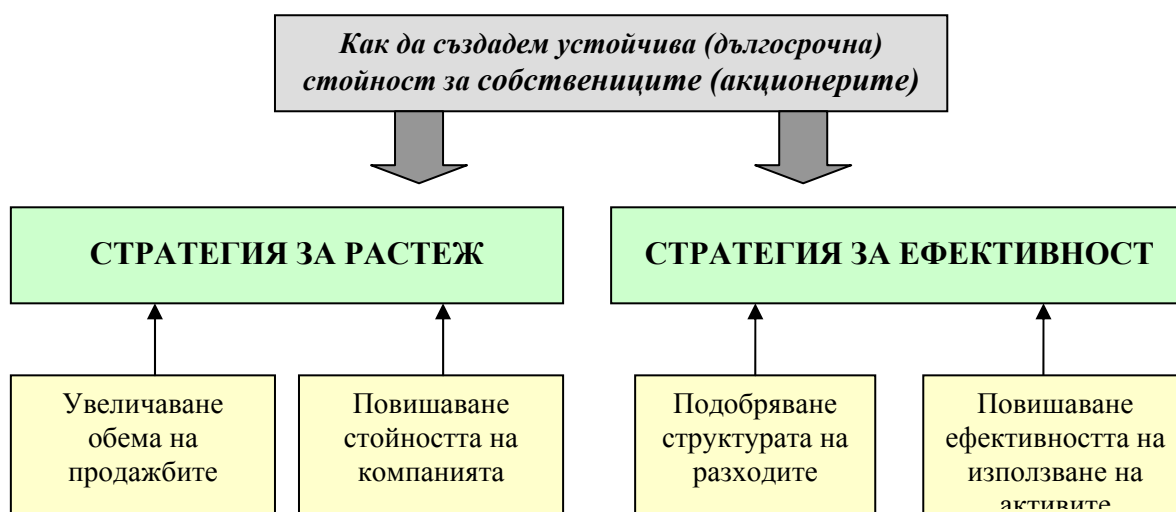 Как да създадем устойчива (дългосрочна)
стойност за собствениците (акционерите)
СТРАТЕГИЯ ЗА РАСТЕЖ
СТРАТЕГИЯ ЗА ЕФЕКТИВНОСТ
Увеличаване
обема на
продажбите
Повишаване
стойността на
компанията
Подобряване
структурата на
разходите
Повишаване
ефективността на
използване на
активите